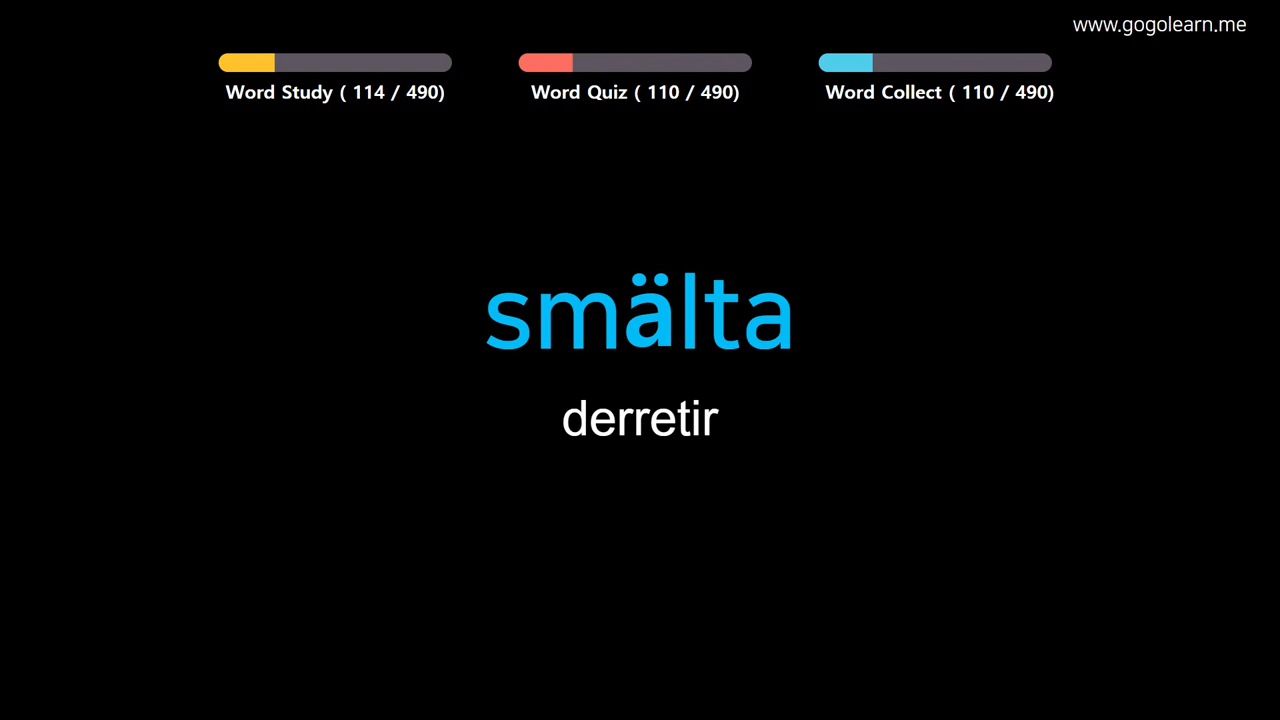 www.gogolearn.me
Word Study ( 114 / 490)
Word Quiz ( 110 / 490)
Word Collect ( 110 / 490)
smälta
derretir